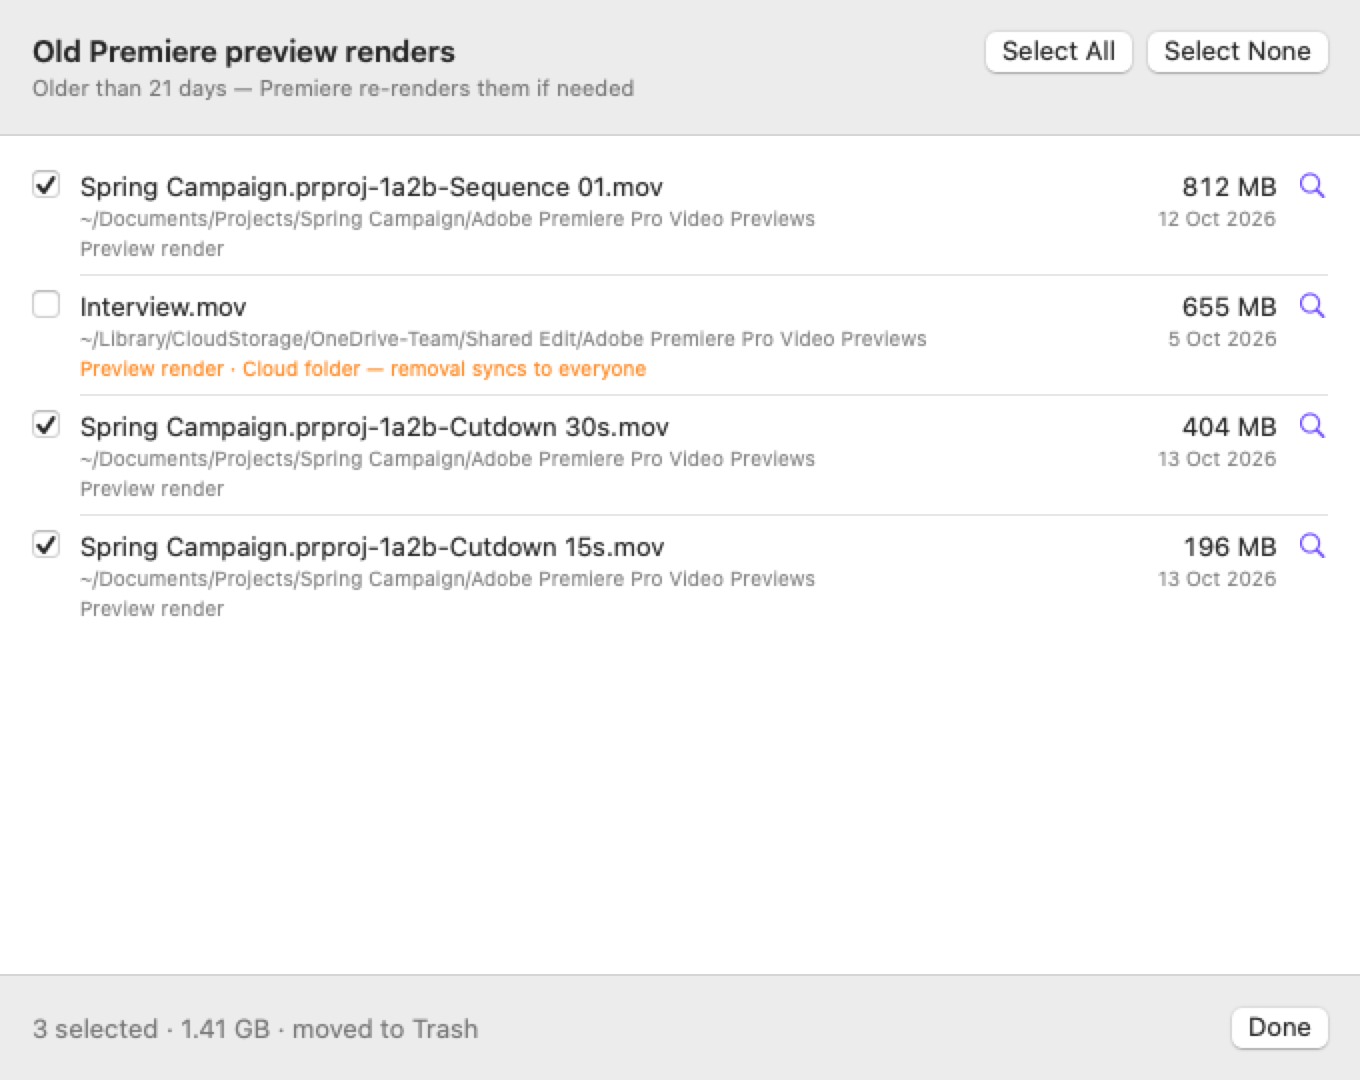 Old Premiere preview renders
Select All
Select None
Older than 21 days — Premiere re-renders them if needed
Spring Campaign.prproj-1a2b-Sequence 01.mov
812 MB
~/Documents/Projects/Spring Campaign/Adobe Premiere Pro Video Previews
12 Oct 2026
Preview render
Interview.mov
655 MB
~/Library/CloudStorage/OneDrive-Team/Shared Edit/Adobe Premiere Pro Video Previews
5 Oct 2026
Preview render · Cloud folder — removal syncs to everyone
Spring Campaign.prproj-1a2b-Cutdown 30s.mov
404 MB
~/Documents/Projects/Spring Campaign/Adobe Premiere Pro Video Previews
13 Oct 2026
Preview render
Spring Campaign.prproj-1a2b-Cutdown 15s.mov
196 MB
~/Documents/Projects/Spring Campaign/Adobe Premiere Pro Video Previews
13 Oct 2026
Preview render
3 selected · 1.41 GB · moved to Trash
Done